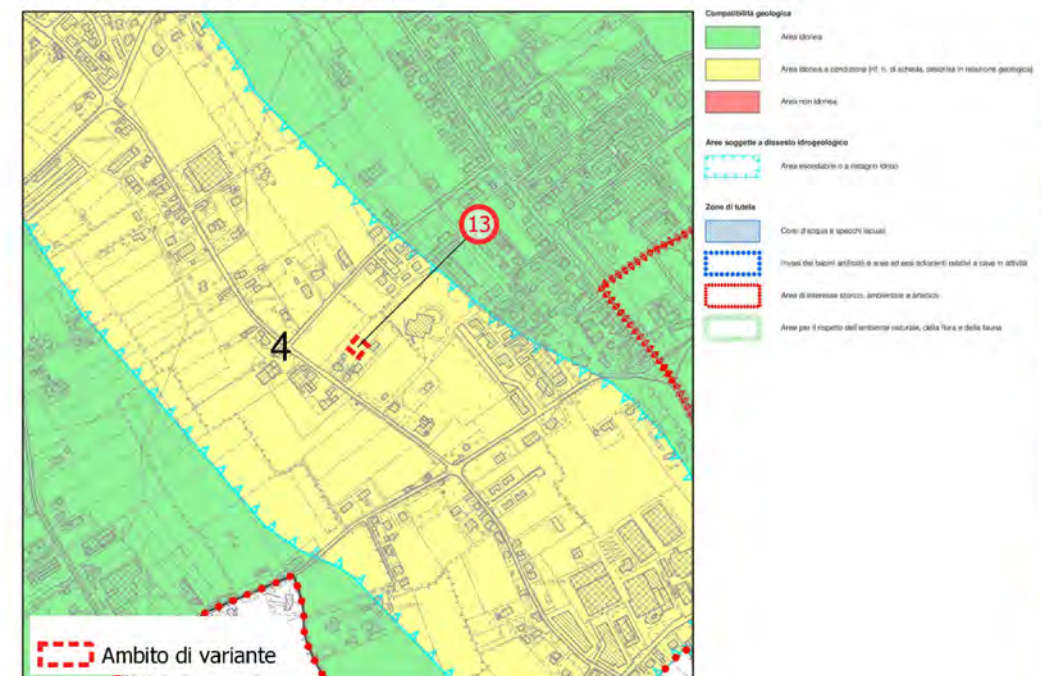 13
4
Ambito di variante
Compatibilità geologica
Area idonea
Area idonea a condizione (rif. n. di scheda, descritta in relazione geologica)
Area non idonea
Aree soggette a dissesto idrogeologico
Area esondabile o a ristagno idrico
Zone di tutela
Corsi d'acqua e specchi lacuali
Invasi dei bacini artificiali e aree ad essi adiacenti relativi a cave in attività
Aree di interesse storico, ambientale e artistico
Aree per il rispetto dell'ambiente naturale, della flora e della fauna